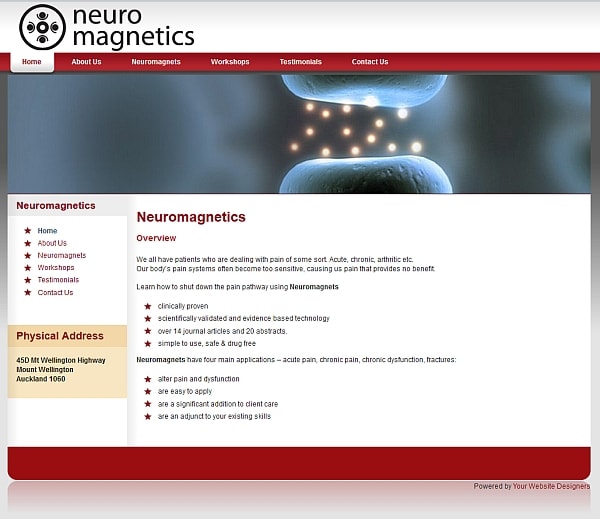 neuro
magnetics
Home About Us Neuromagnets Workshops Testimonials Contact Us
Neuromagnetics
Home
About Us
Neuromagnets
Workshops
Testimonials
Contact Us
Physical Address
45D Mt Wellington Highway
Mount Wellington
Auckland 1060
Neuromagnetics
Overview
We all have patients who are dealing with pain of some sort. Acute, chronic, arthritic etc.
Our body's pain systems often become too sensitive, causing us pain that provides no benefit.
Learn how to shut down the pain pathway using Neuromagnets
clinically proven
scientifically validated and evidence based technology
over 14 journal articles and 20 abstracts.
simple to use, safe & drug free
Neuromagnets have four main applications – acute pain, chronic pain, chronic dysfunction, fractures:
alter pain and dysfunction
are easy to apply
are a significant addition to client care
are an adjunct to your existing skills
Powered by Your Website Designers